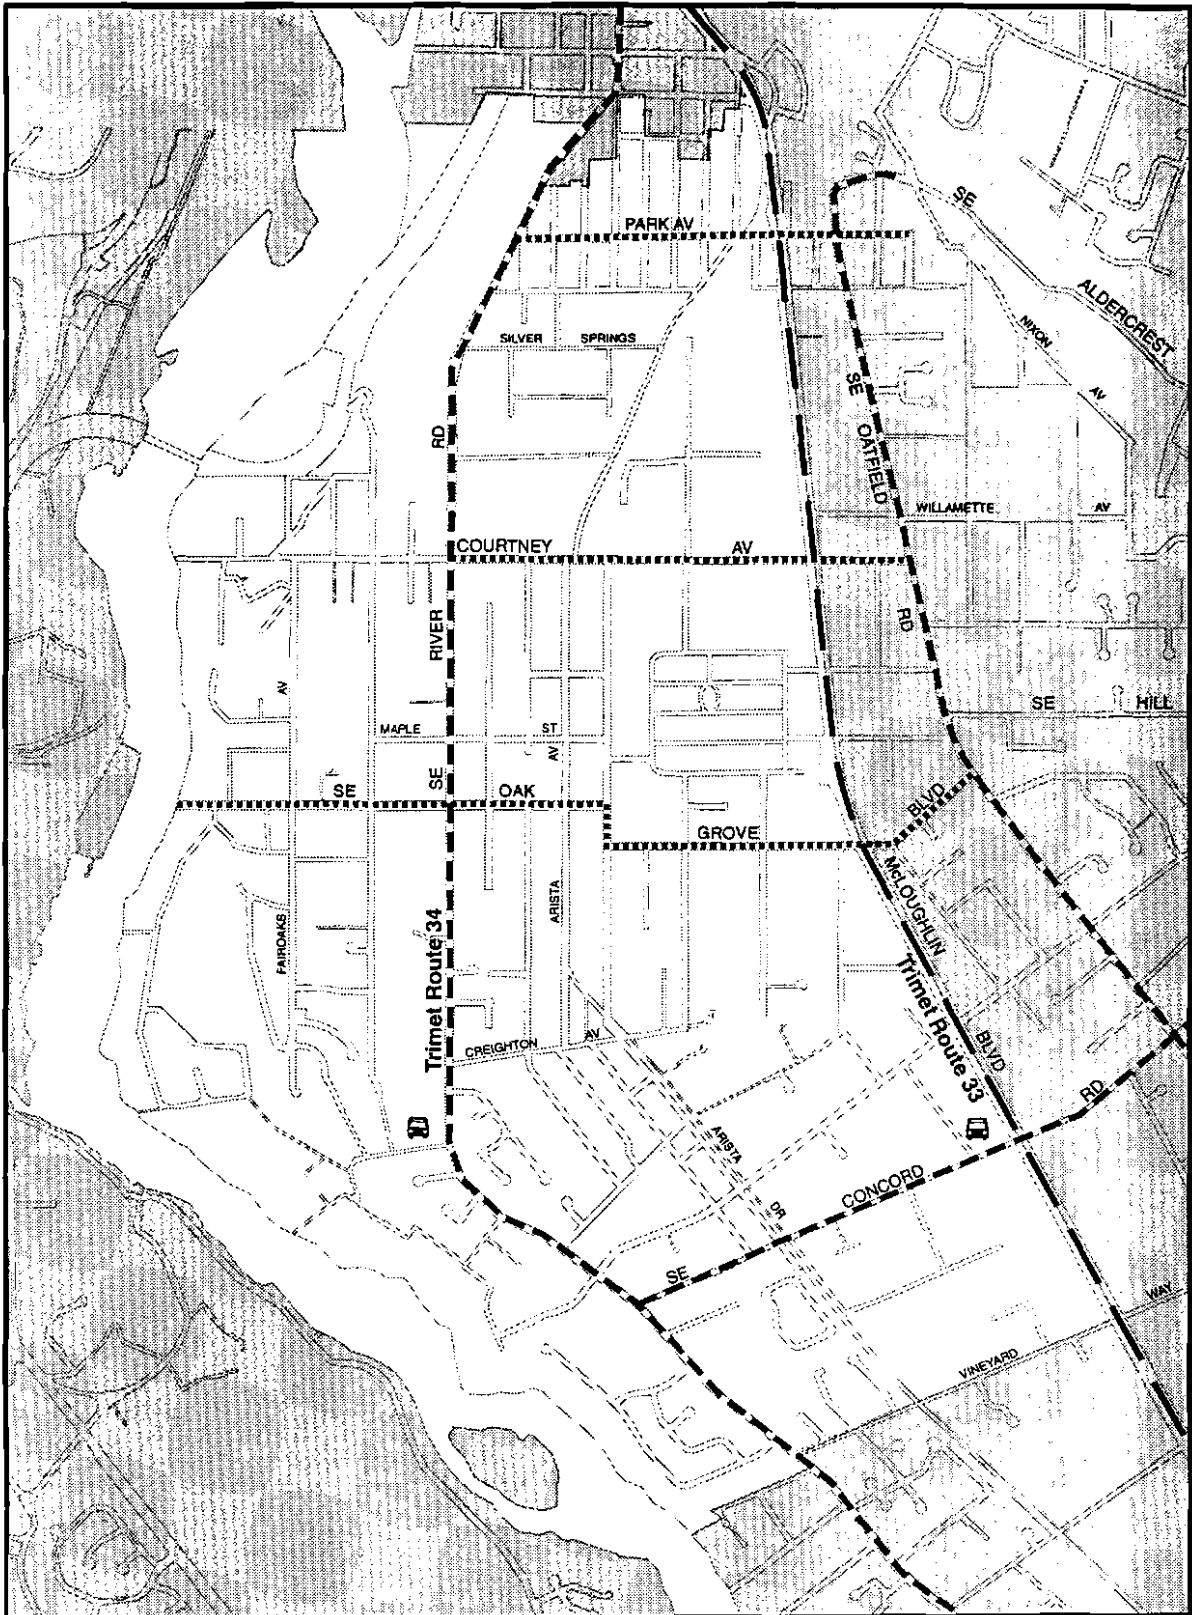 PARK AV
SE
ALDERCREST
NIXON
AV
SILVER SPRINGS
SE OATFIELD
RD
RD
WILLAMETTE AV
COURTNEY AV
RIVER
AV
SE HILL
MAPLE ST
AV
SE
SE
OAK
BLVD
GROVE
McLOUGHLIN
BLVD
ARISTA
FAIROAKS
Trimet Route 34
Trimet Route 33
CREIGHTON AV
RD
ARISTA DR
CONCORD
SE
WAY
VINEYARD